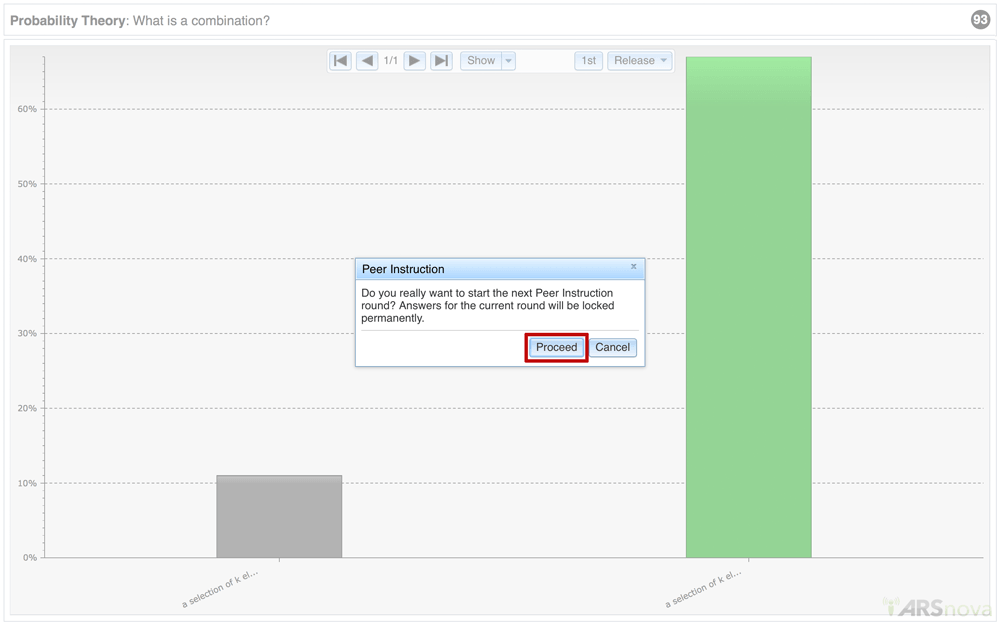 Probability Theory: What is a combination?
93
1/1
Show
1st
Release
60%
50%
40%
30%
20%
10%
0%
Peer Instruction
x
Do you really want to start the next Peer Instruction
round? Answers for the current round will be locked
permanently.
Proceed
Cancel
a selection of k el...
a selection of k el...
ARSnova